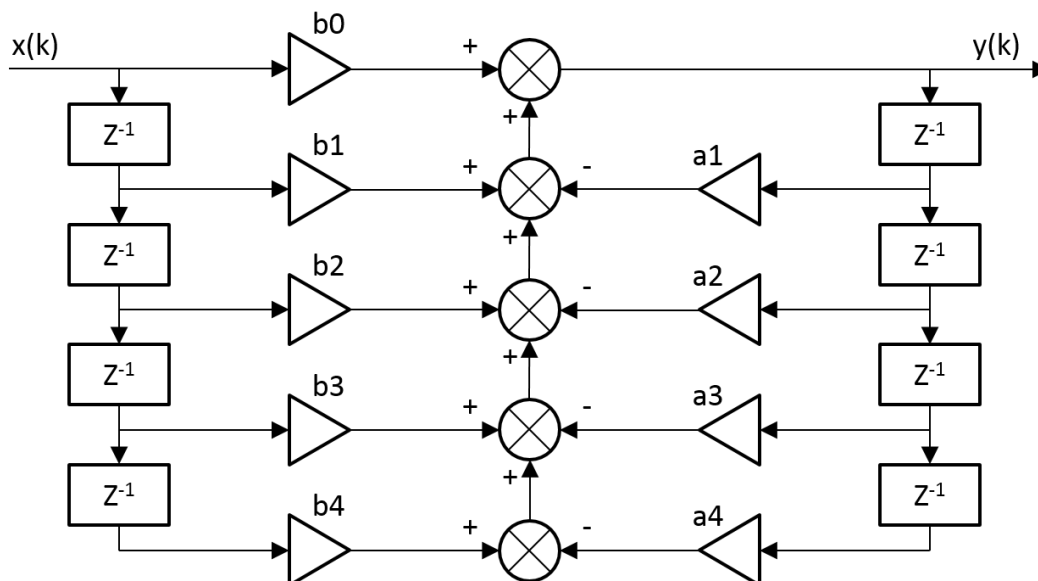 b0
x(k) + y(k)
Z⁻¹ + Z⁻¹
b1 + - a1
Z⁻¹ + Z⁻¹
b2 + - a2
Z⁻¹ + Z⁻¹
b3 + - a3
Z⁻¹ + Z⁻¹
b4 + - a4